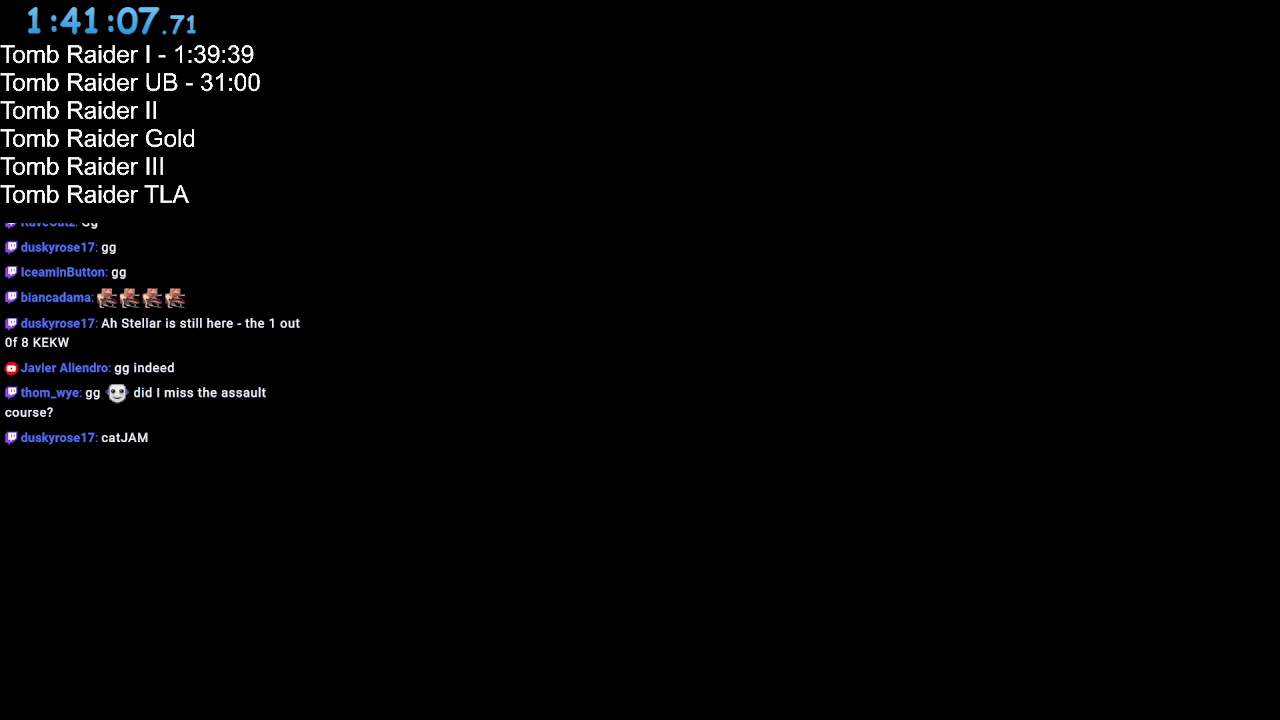 1:41:07.71
Tomb Raider I - 1:39:39
Tomb Raider UB - 31:00
Tomb Raider II
Tomb Raider Gold
Tomb Raider III
Tomb Raider TLA
gg
duskyrose17: gg
IceaminButton: gg
biancadama:
duskyrose17: Ah Stellar is still here - the 1 out
0f 8 KEKW
Javier Aliendro: gg indeed
thom_wye: gg did I miss the assault
course?
duskyrose17: catJAM